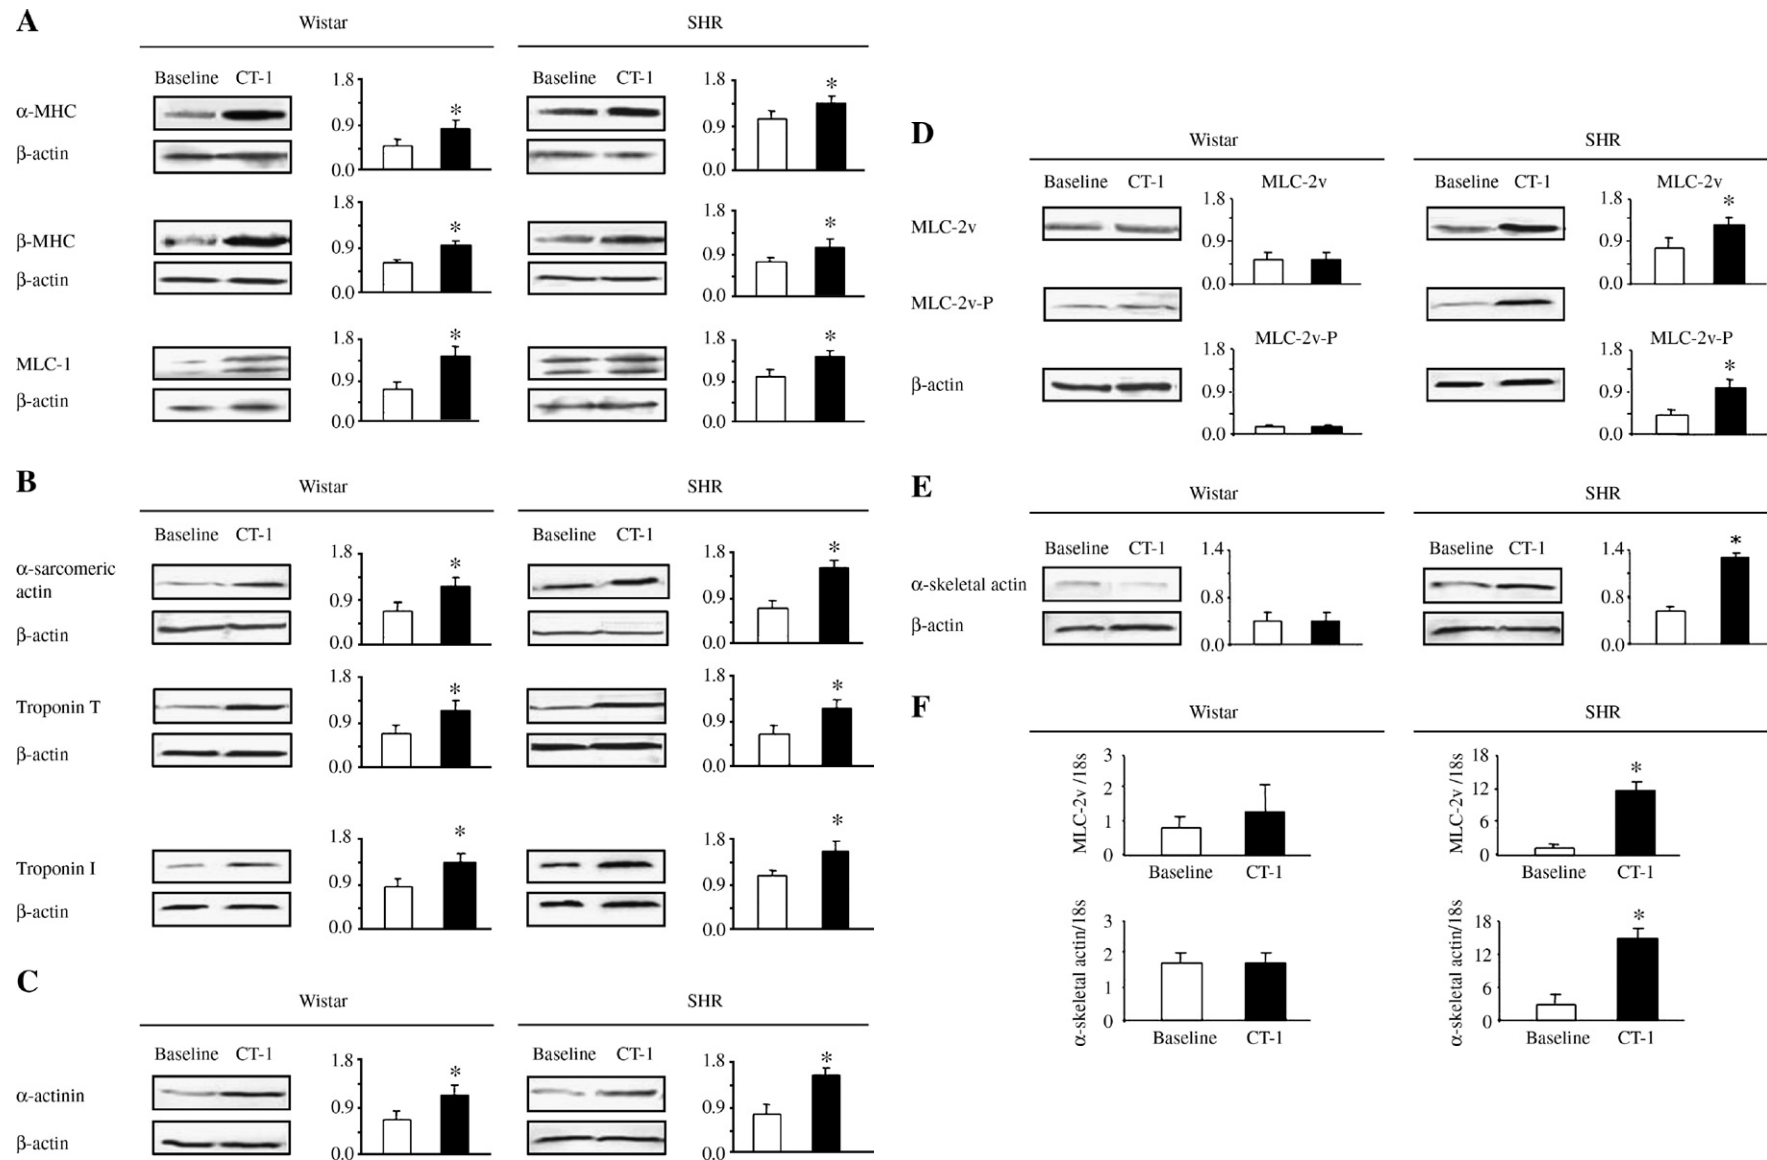 A
Wistar SHR
Baseline CT-1 1.8 Baseline CT-1 1.8
α-MHC * *
0.9 0.9
β-actin
0.0 0.0
1.8 1.8
β-MHC * *
0.9 0.9
β-actin
0.0 0.0
1.8 * 1.8 *
MLC-1
0.9 0.9
β-actin
0.0 0.0
B
Wistar SHR
Baseline CT-1 1.8 Baseline CT-1 1.8
α-sarcomeric * *
actin
0.9 0.9
β-actin
0.0 0.0
1.8 * 1.8 *
Troponin T
0.9 0.9
β-actin
0.0 0.0
1.8 * 1.8 *
Troponin I
0.9 0.9
β-actin
0.0 0.0
C
Wistar SHR
Baseline CT-1 1.8 Baseline CT-1 1.8
* *
α-actinin
0.9 0.9
β-actin
0.0 0.0
D
Wistar SHR
Baseline CT-1 MLC-2v Baseline CT-1 MLC-2v
1.8 1.8 *
MLC-2v
0.9 0.9
0.0 0.0
MLC-2v-P
MLC-2v-P MLC-2v-P
1.8 1.8 *
β-actin
0.9 0.9
0.0 0.0
E
Wistar SHR
Baseline CT-1 1.4 Baseline CT-1 1.4 *
α-skeletal actin
0.8 0.8
β-actin
0.0 0.0
F
Wistar SHR
MLC-2v /18s 3 2 1 0
Baseline CT-1
MLC-2v /18s 18 12 6 0 *
Baseline CT-1
α-skeletal actin/18s 3 2 1 0
Baseline CT-1
α-skeletal actin/18s 18 12 6 0 *
Baseline CT-1